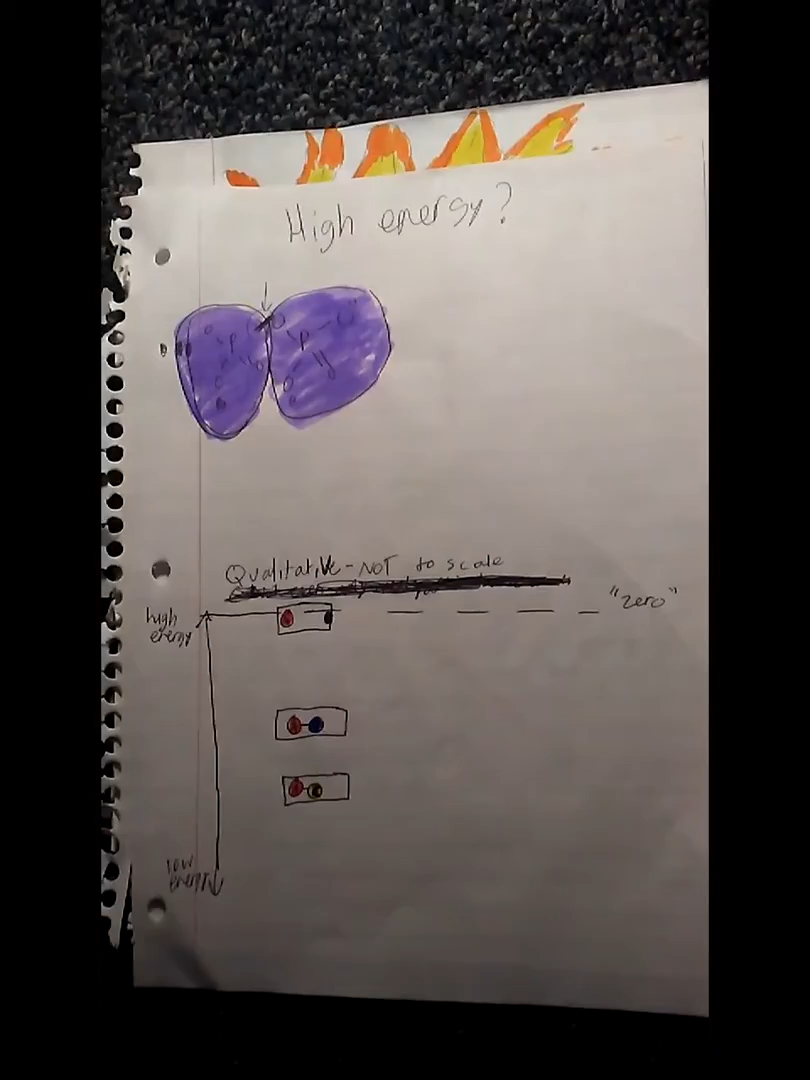 High energy?
Qualitative-NOT to scale
"zero"
high
energy
low
energy